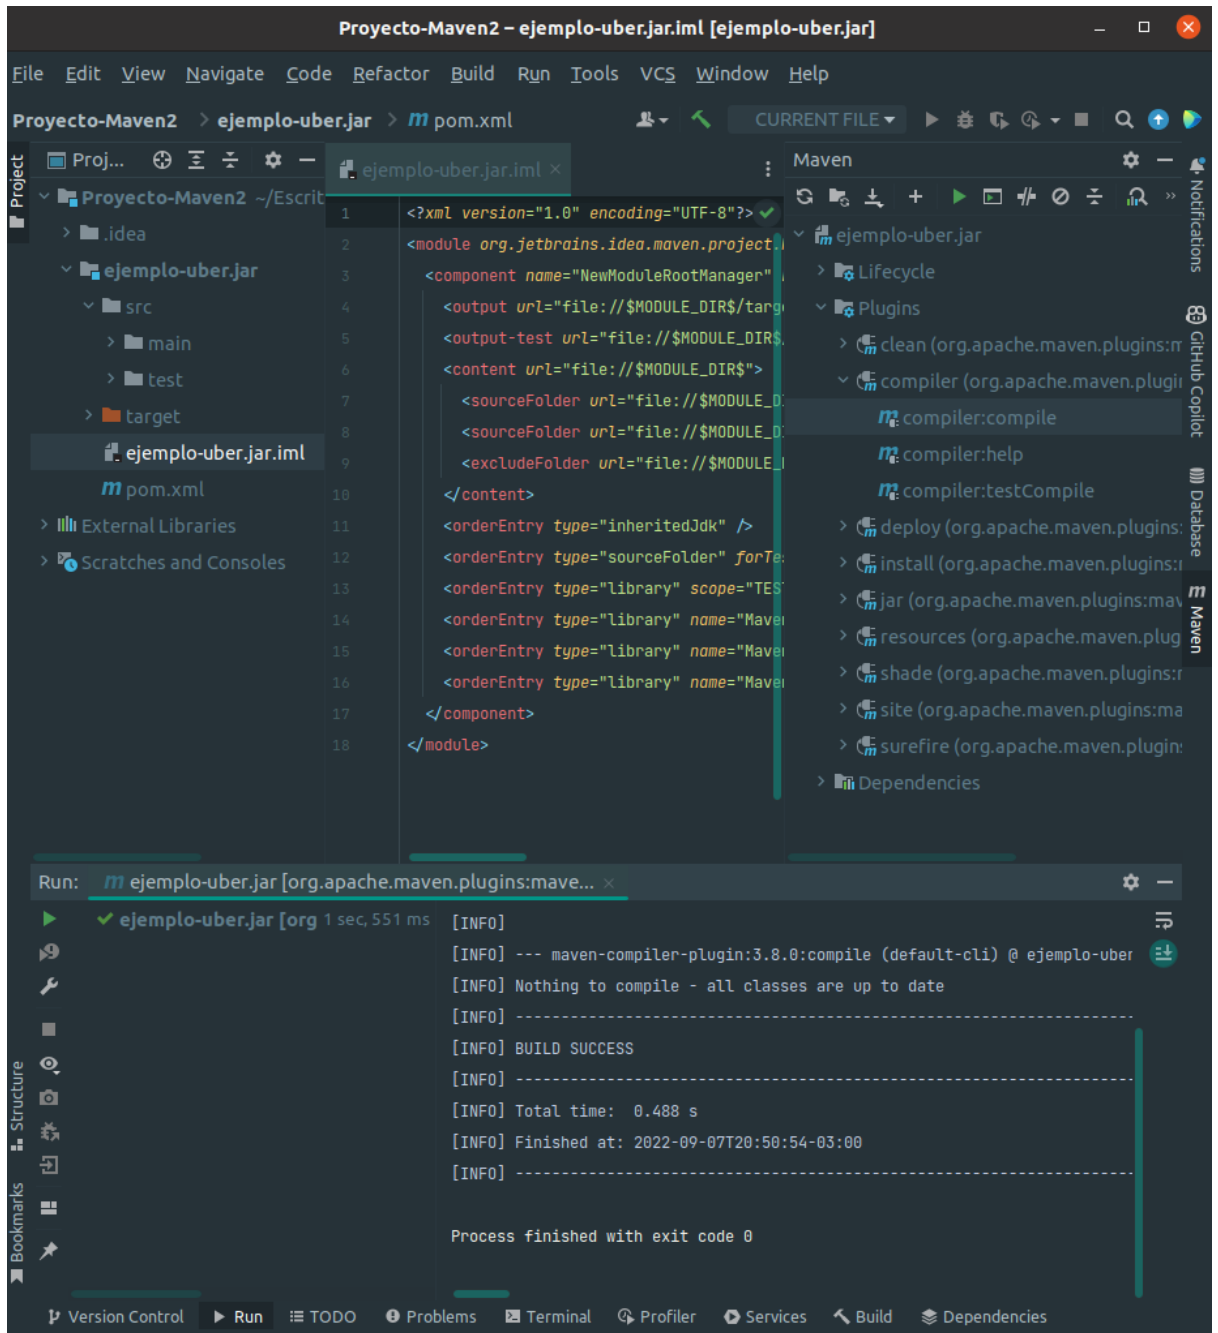 Proyecto-Maven2 – ejemplo-uber.jar.iml [ejemplo-uber.jar]
File Edit View Navigate Code Refactor Build Run Tools VCS Window Help
Proyecto-Maven2 > ejemplo-uber.jar > m pom.xml CURRENT FILE
Project
Proj...
Proyecto-Maven2 ~/Escrit
.idea
ejemplo-uber.jar
src
main
test
target
ejemplo-uber.jar.iml
m pom.xml
External Libraries
Scratches and Consoles
ejemplo-uber.jar.iml ×
1 <?xml version="1.0" encoding="UTF-8"?>
2 <module org.jetbrains.idea.maven.project.
3 <component name="NewModuleRootManager"
4 <output url="file://$MODULE_DIR$/targ
5 <output-test url="file://$MODULE_DIR$
6 <content url="file://$MODULE_DIR$">
7 <sourceFolder url="file://$MODULE_D
8 <sourceFolder url="file://$MODULE_D
9 <excludeFolder url="file://$MODULE_
10 </content>
11 <orderEntry type="inheritedJdk" />
12 <orderEntry type="sourceFolder" forTe
13 <orderEntry type="library" scope="TES
14 <orderEntry type="library" name="Maven
15 <orderEntry type="library" name="Maven
16 <orderEntry type="library" name="Maven
17 </component>
18 </module>
Maven
ejemplo-uber.jar
Lifecycle
Plugins
clean (org.apache.maven.plugins:m
compiler (org.apache.maven.plugin
compiler:compile
compiler:help
compiler:testCompile
deploy (org.apache.maven.plugins:
install (org.apache.maven.plugins:
jar (org.apache.maven.plugins:mav
resources (org.apache.maven.plug
shade (org.apache.maven.plugins:
site (org.apache.maven.plugins:ma
surefire (org.apache.maven.plugins
Dependencies
Notifications
GitHub Copilot
Database
m Maven
Run: m ejemplo-uber.jar [org.apache.maven.plugins:mave... ×
ejemplo-uber.jar [org 1 sec, 551 ms
[INFO]
[INFO] --- maven-compiler-plugin:3.8.0:compile (default-cli) @ ejemplo-uber
[INFO] Nothing to compile - all classes are up to date
[INFO] --------------------------------------------------------------------
[INFO] BUILD SUCCESS
[INFO] --------------------------------------------------------------------
[INFO] Total time:  0.488 s
[INFO] Finished at: 2022-09-07T20:50:54-03:00
[INFO] --------------------------------------------------------------------
Process finished with exit code 0
Structure
Bookmarks
Version Control Run TODO Problems Terminal Profiler Services Build Dependencies